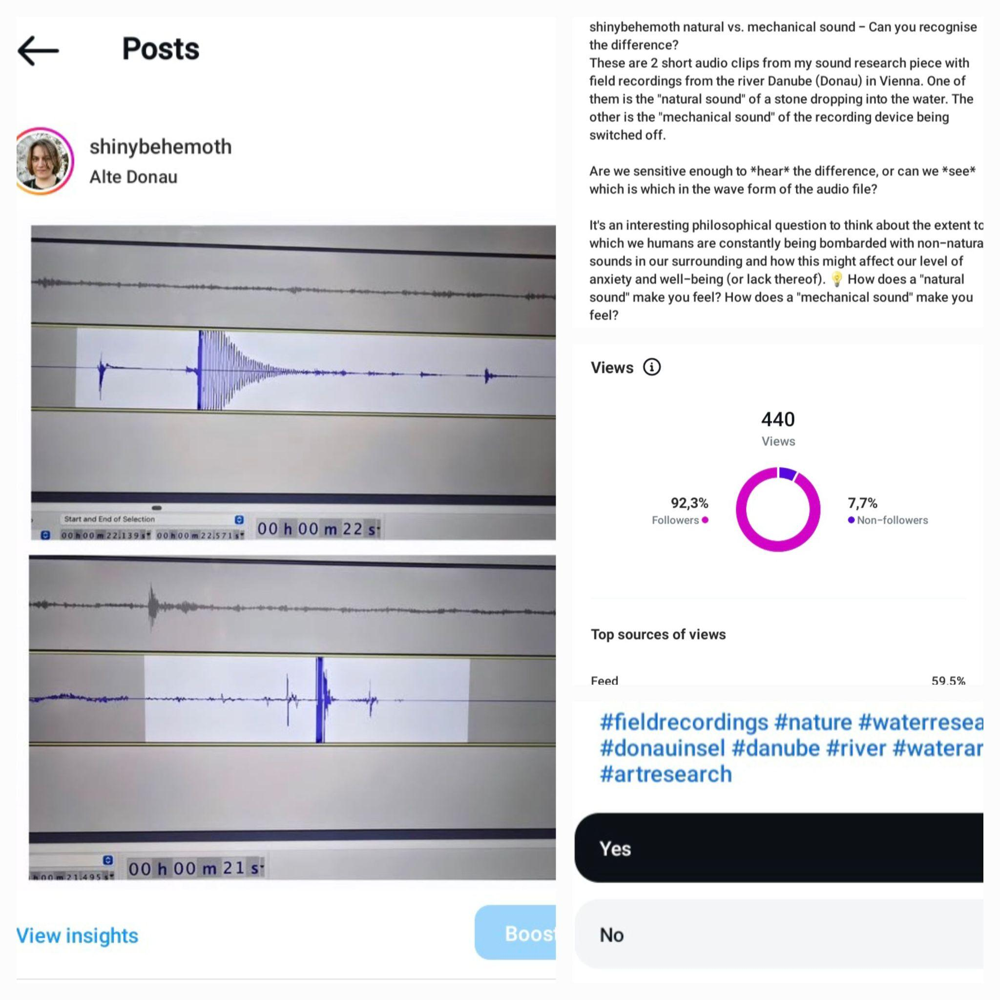 Posts
shinybehemoth
Alte Donau
Start and End of Selection
00 h 00 m 22.139 s
00 h 00 m 22.571 s
00 h 00 m 22 s
h 00 m 21.495 s
00 h 00 m 21 s
View insights
Boost
shinybehemoth natural vs. mechanical sound – Can you recognise
the difference?
These are 2 short audio clips from my sound research piece with
field recordings from the river Danube (Donau) in Vienna. One of
them is the "natural sound" of a stone dropping into the water. The
other is the "mechanical sound" of the recording device being
switched off.
Are we sensitive enough to *hear* the difference, or can we *see*
which is which in the wave form of the audio file?
It's an interesting philosophical question to think about the extent to
which we humans are constantly being bombarded with non-natura
sounds in our surrounding and how this might affect our level of
anxiety and well-being (or lack thereof). 💡 How does a "natural
sound" make you feel? How does a "mechanical sound" make you
feel?
Views
440
Views
92,3%
Followers
7,7%
Non-followers
Top sources of views
Feed 59,5%
#fieldrecordings #nature #waterresea
#donauinsel #danube #river #waterar
#artresearch
Yes
No